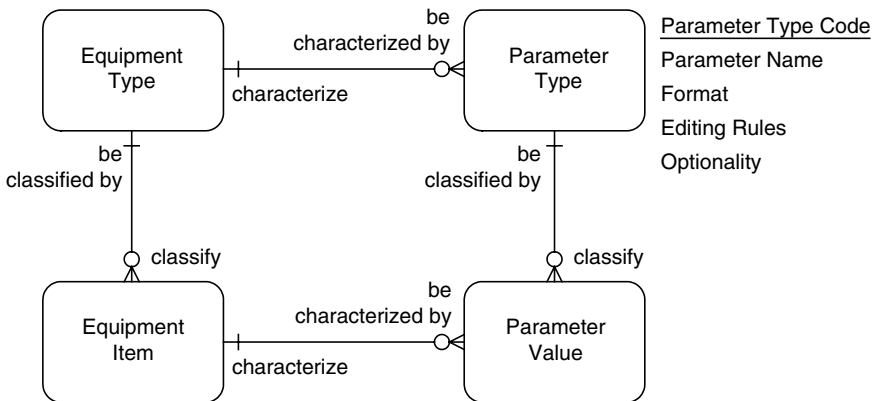 Equipment
Type
be
characterized by
characterize
Parameter
Type
Parameter Type Code
Parameter Name
Format
Editing Rules
Optionality
be
classified by
classify
be
classified by
classify
Equipment
Item
be
characterized by
characterize
Parameter
Value